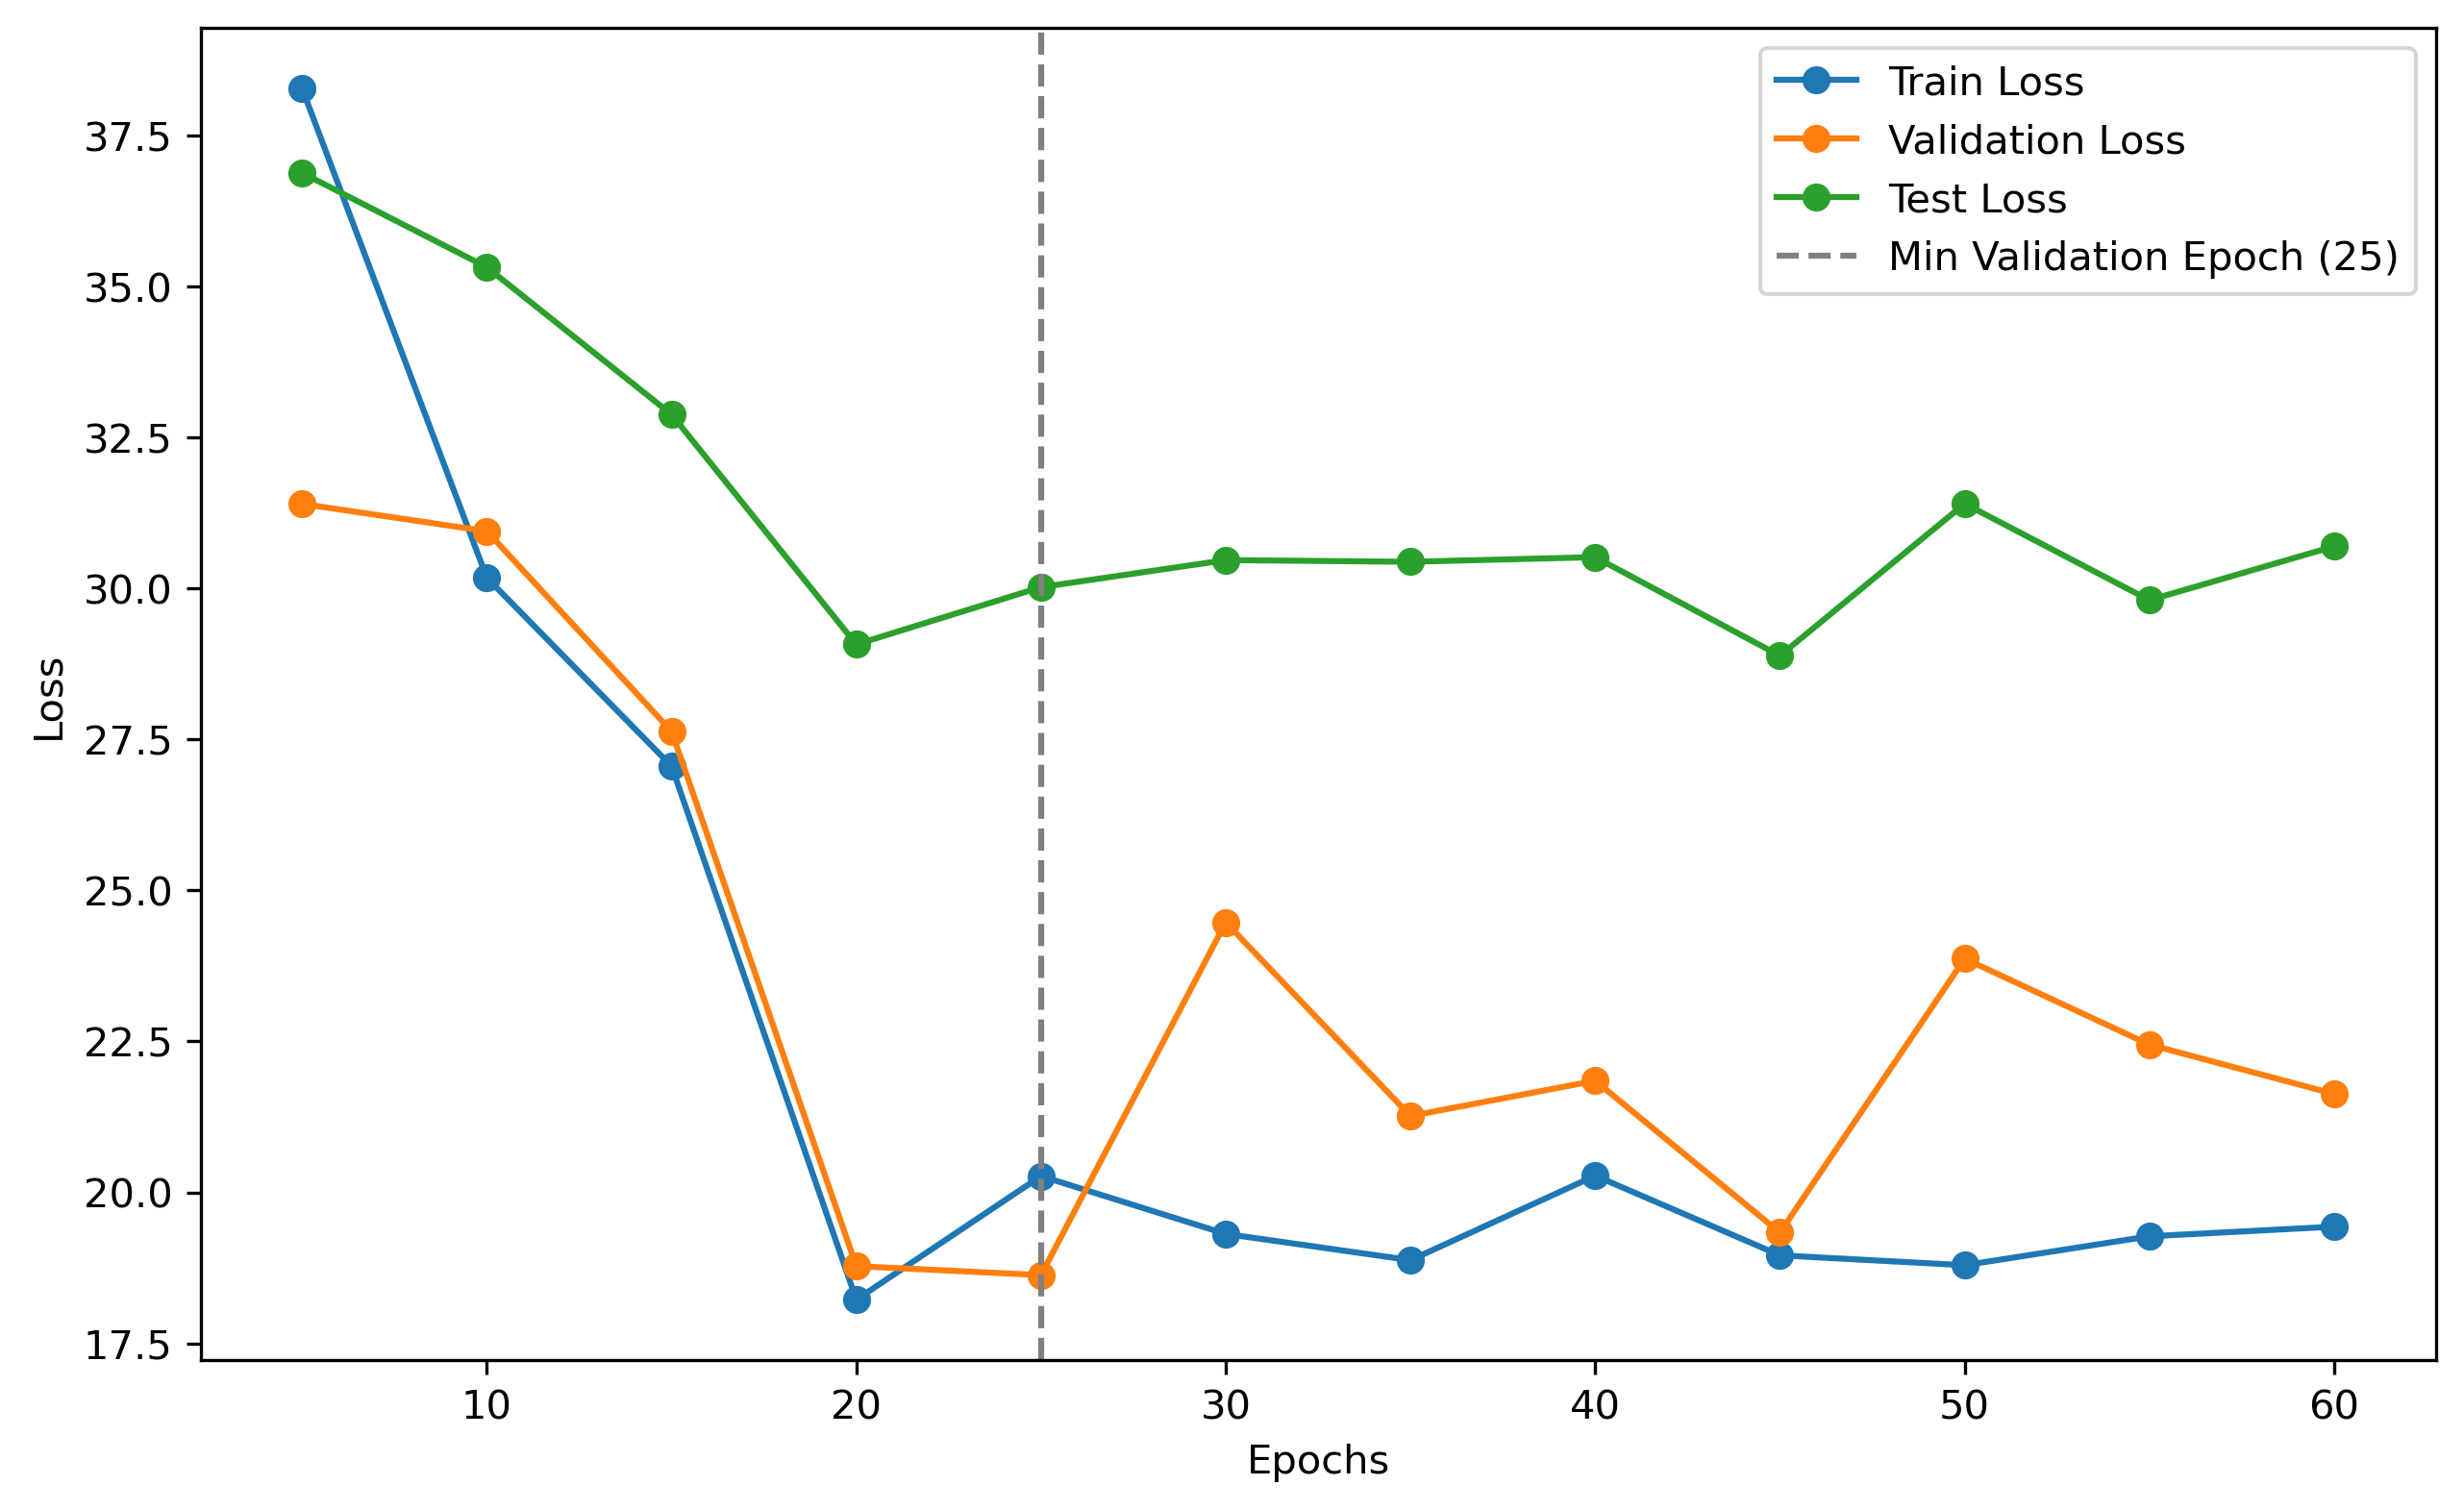 Train Loss
Validation Loss
Test Loss
Min Validation Epoch (25)
37.5
35.0
32.5
30.0
27.5
25.0
22.5
20.0
17.5
Loss
10 20 30 40 50 60
Epochs